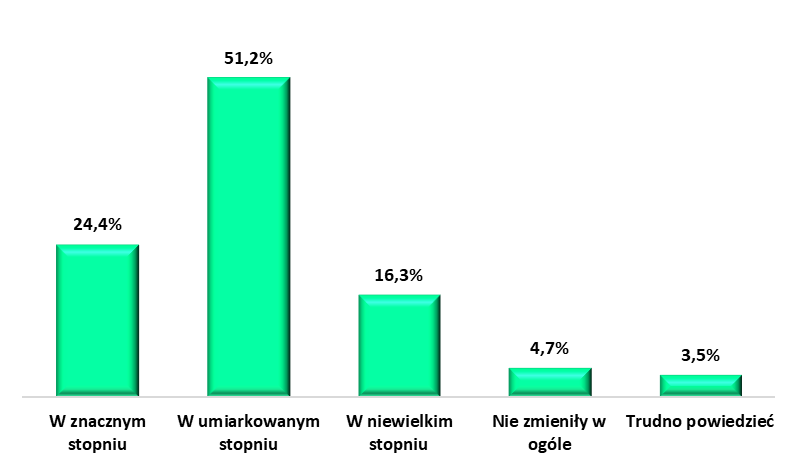 51,2%
24,4%
16,3%
4,7%
3,5%
W znacznym
stopniu
W umiarkowanym
stopniu
W niewielkim
stopniu
Nie zmieniły w
ogóle
Trudno powiedzieć